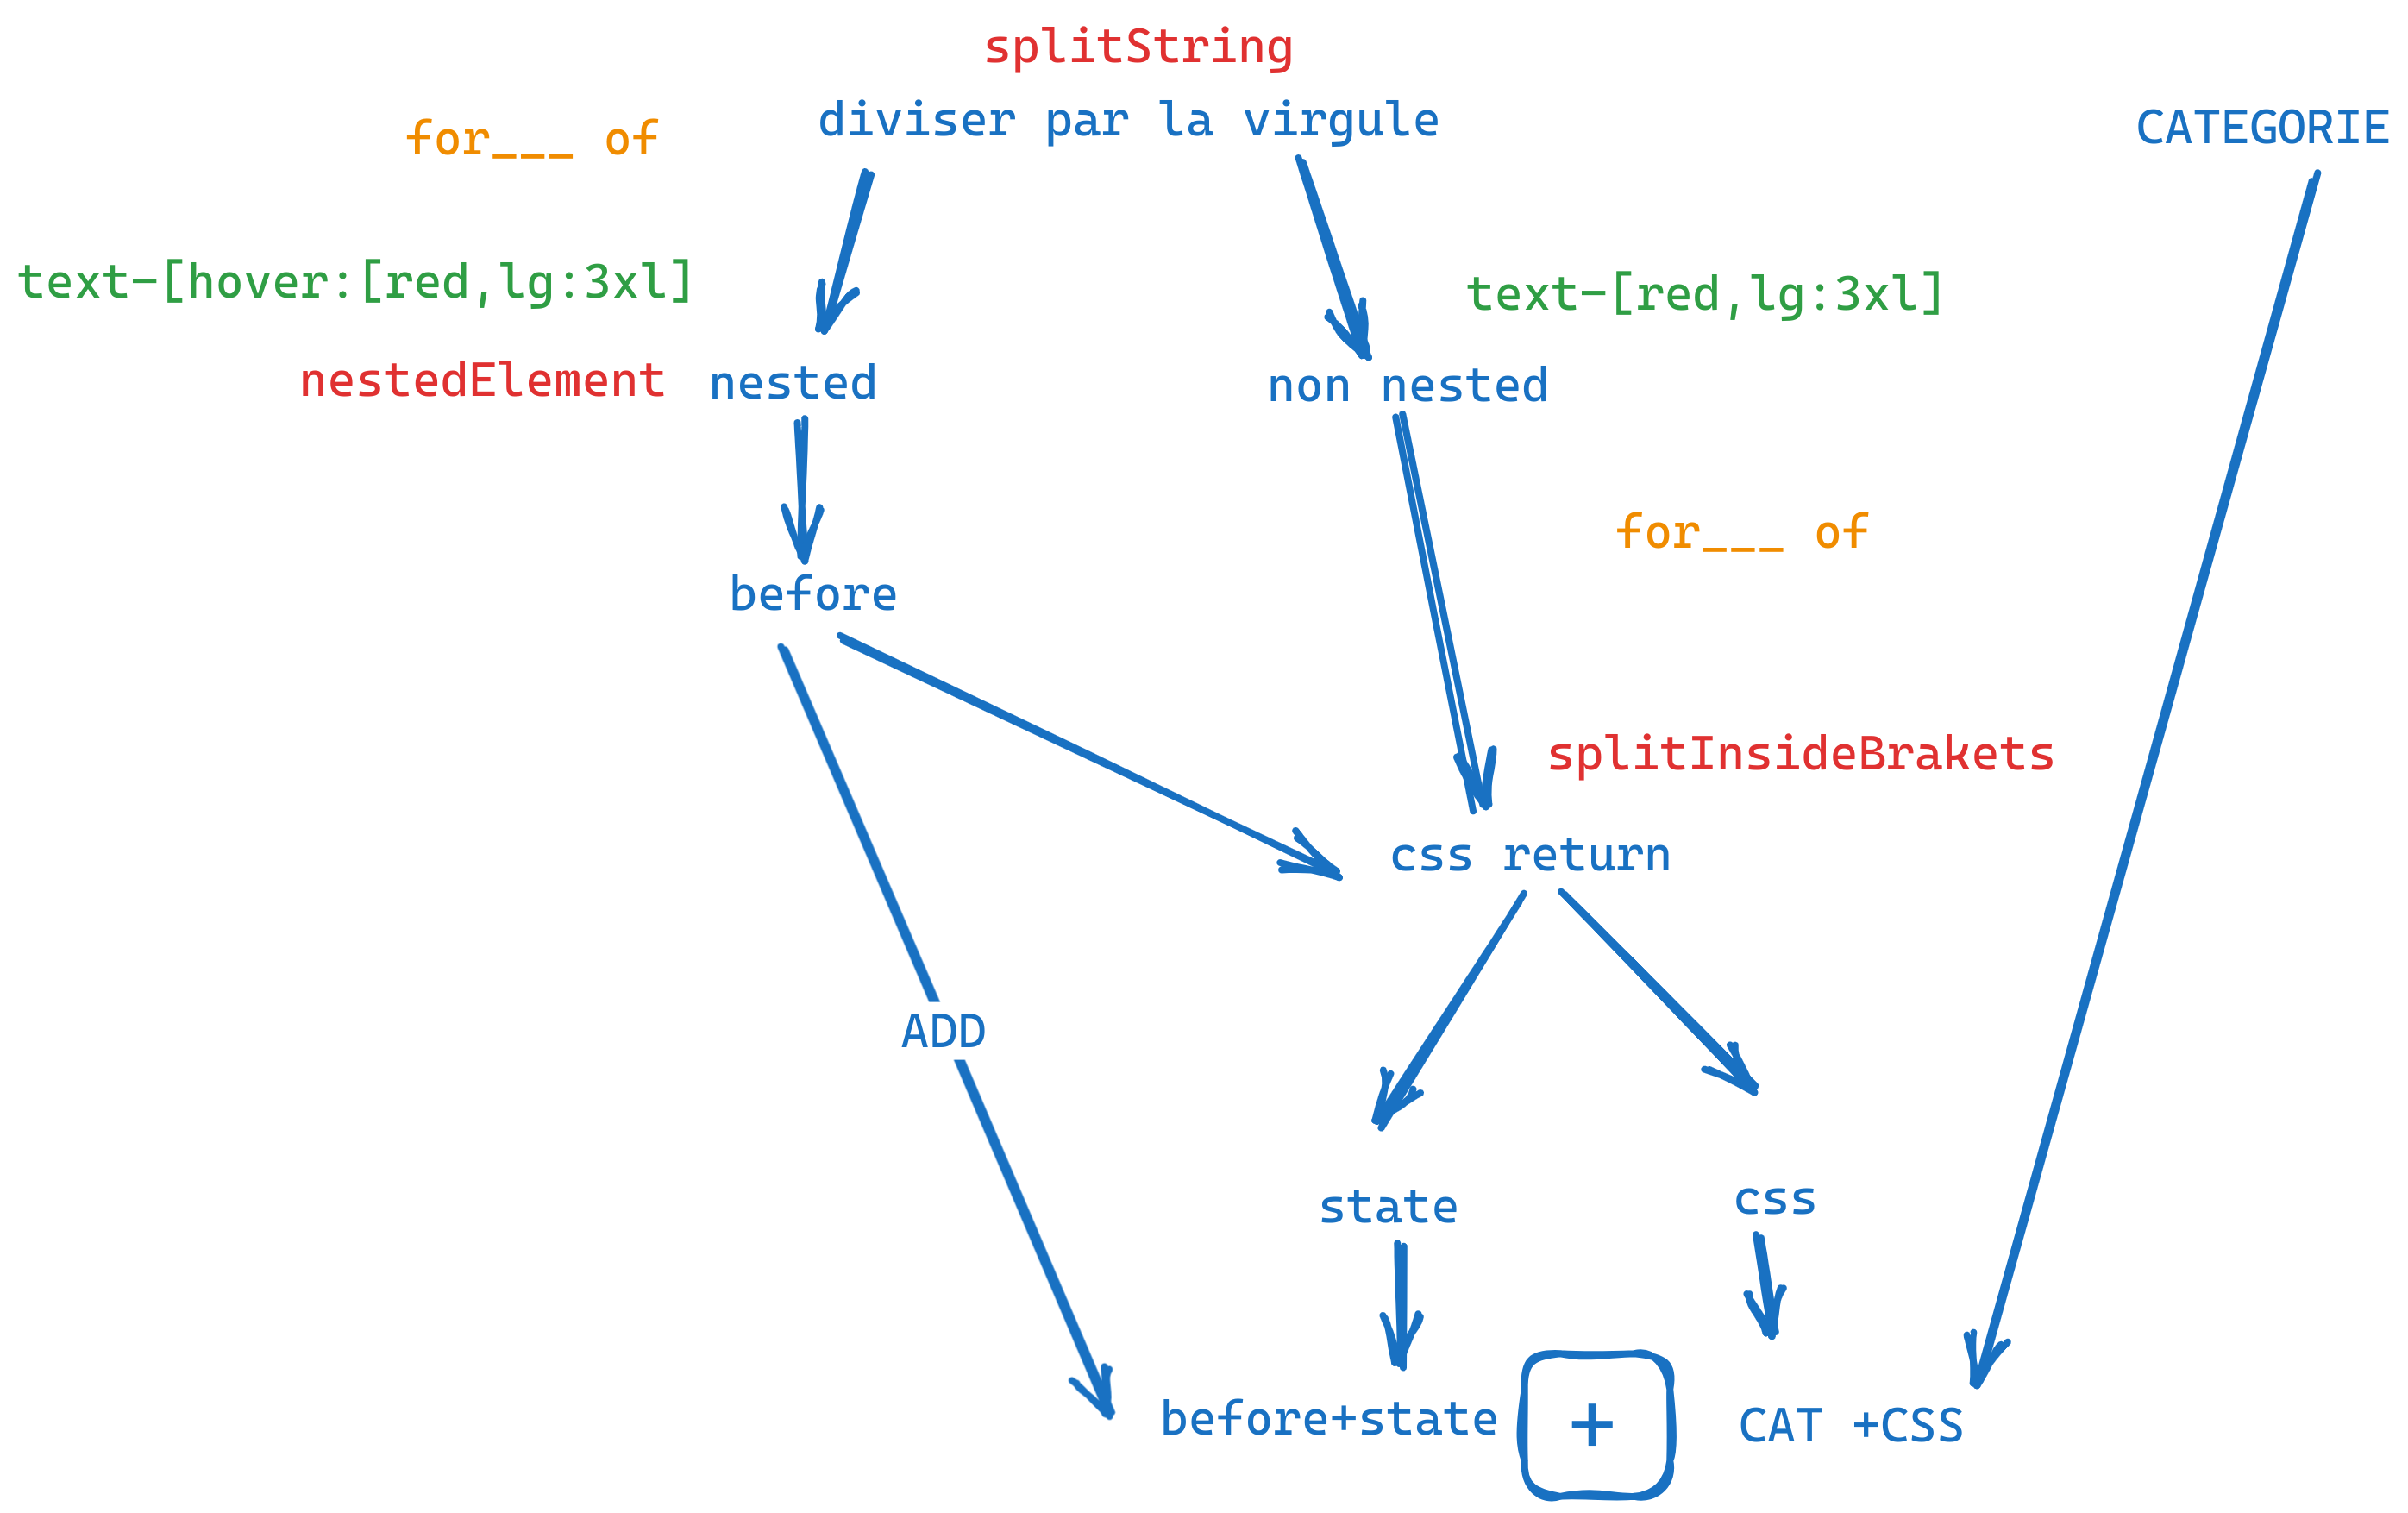 splitString
diviser par la virgule
CATEGORIE
for___ of
text-[hover:[red,lg:3xl]
text-[red,lg:3xl]
nestedElement
nested
non nested
for___ of
before
splitInsideBrakets
css return
ADD
state
css
before+state
+
CAT +CSS